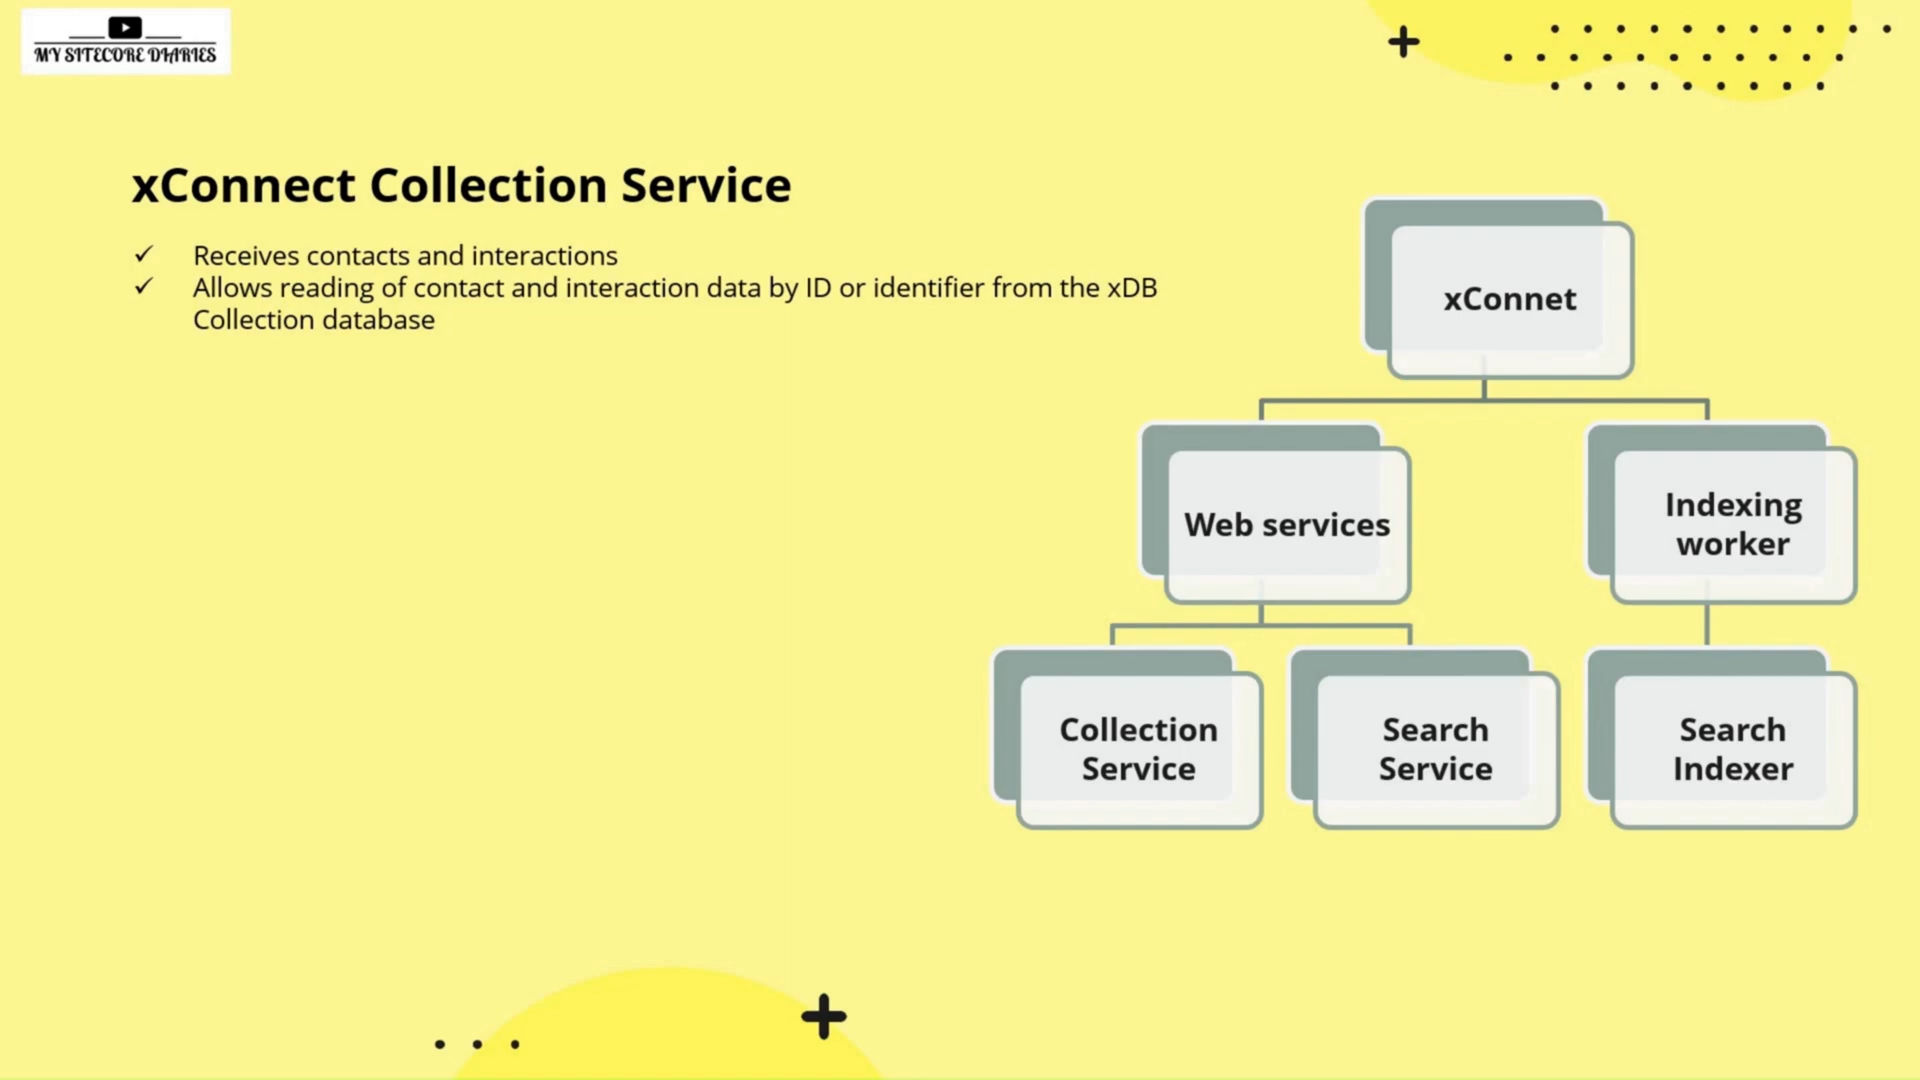 MY SITECORE DIARIES
xConnect Collection Service
✓ Receives contacts and interactions
✓ Allows reading of contact and interaction data by ID or identifier from the xDB
Collection database
xConnet
Web services
Indexing
worker
Collection
Service
Search
Service
Search
Indexer